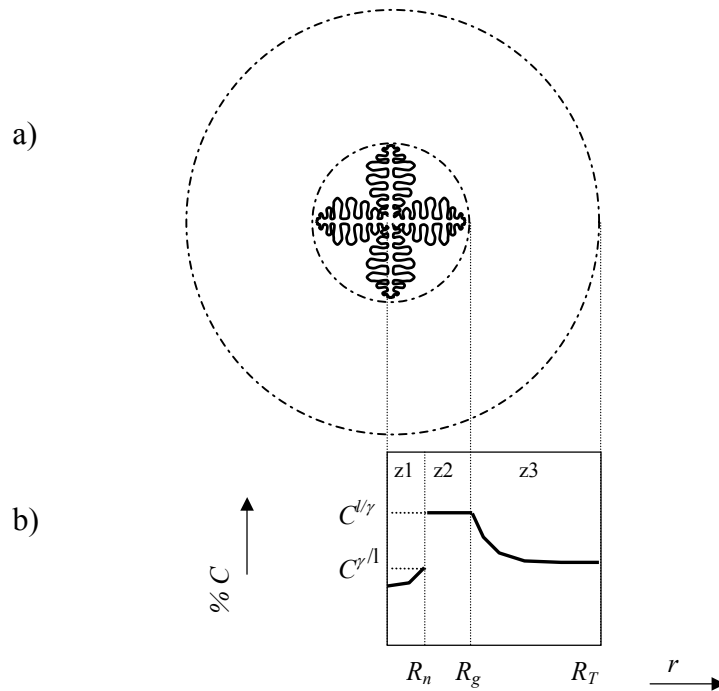 a)
z1 z2 z3
b)
% C
C^{l/γ}
C^{γ/l}
R_n R_g R_T r